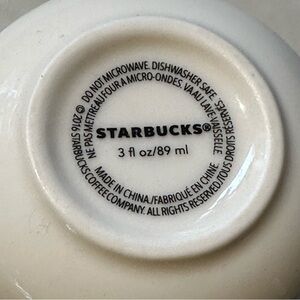 DO NOT MICROWAVE. DISHWASHER SAFE.
NE PAS METTRE AU FOUR À MICRO-ONDES. VA AU LAVE-VAISSELLE
STARBUCKS®
3 fl oz/89 ml
MADE IN CHINA./FABRIQUÉ EN CHINE
©2016 STARBUCKS COFFEE COMPANY. ALL RIGHTS RESERVED./TOUS DROITS RÉSERVÉS.